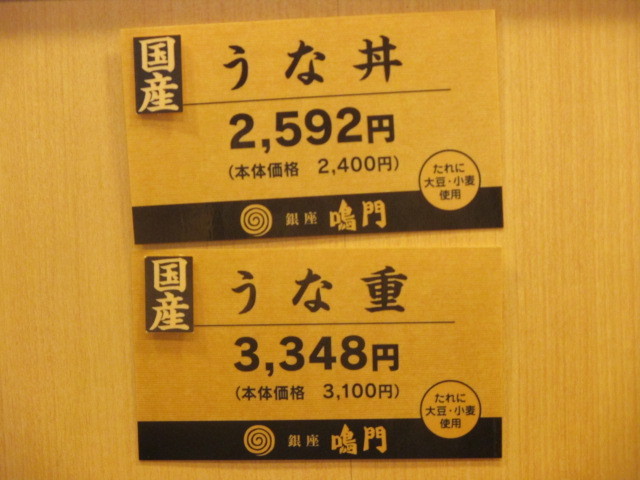 国産
うな丼
2,592円
(本体価格 2,400円)
たれに
大豆・小麦
使用
銀座 鳴門
国産
うな重
3,348円
(本体価格 3,100円)
たれに
大豆・小麦
使用
銀座 鳴門